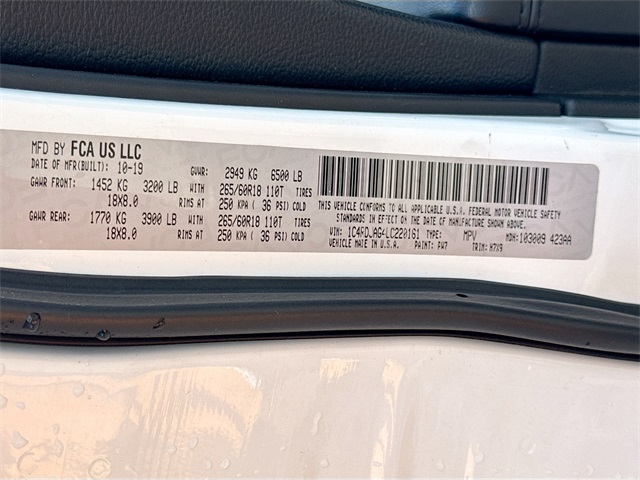 MFD BY FCA US LLC
DATE OF MFR(BUILT): 10-19 GVWR: 2949 KG 6500 LB
GAWR FRONT: 1452 KG 3200 LB WITH 265/60R18 110T TIRES
18X8.0 RIMS AT 250 KPA ( 36 PSI) COLD
GAWR REAR: 1770 KG 3900 LB WITH 265/60R18 110T TIRES
18X8.0 RIMS AT 250 KPA ( 36 PSI) COLD
THIS VEHICLE CONFORMS TO ALL APPLICABLE U.S.A. FEDERAL MOTOR VEHICLE SAFETY
STANDARDS IN EFFECT ON THE DATE OF MANUFACTURE SHOWN ABOVE.
VIN: 1C4RDJAG4LC220161 TYPE: MPV MDH:103009 423AA
VEHICLE MADE IN U.S.A. PAINT: PW7 TRIM: H7X9